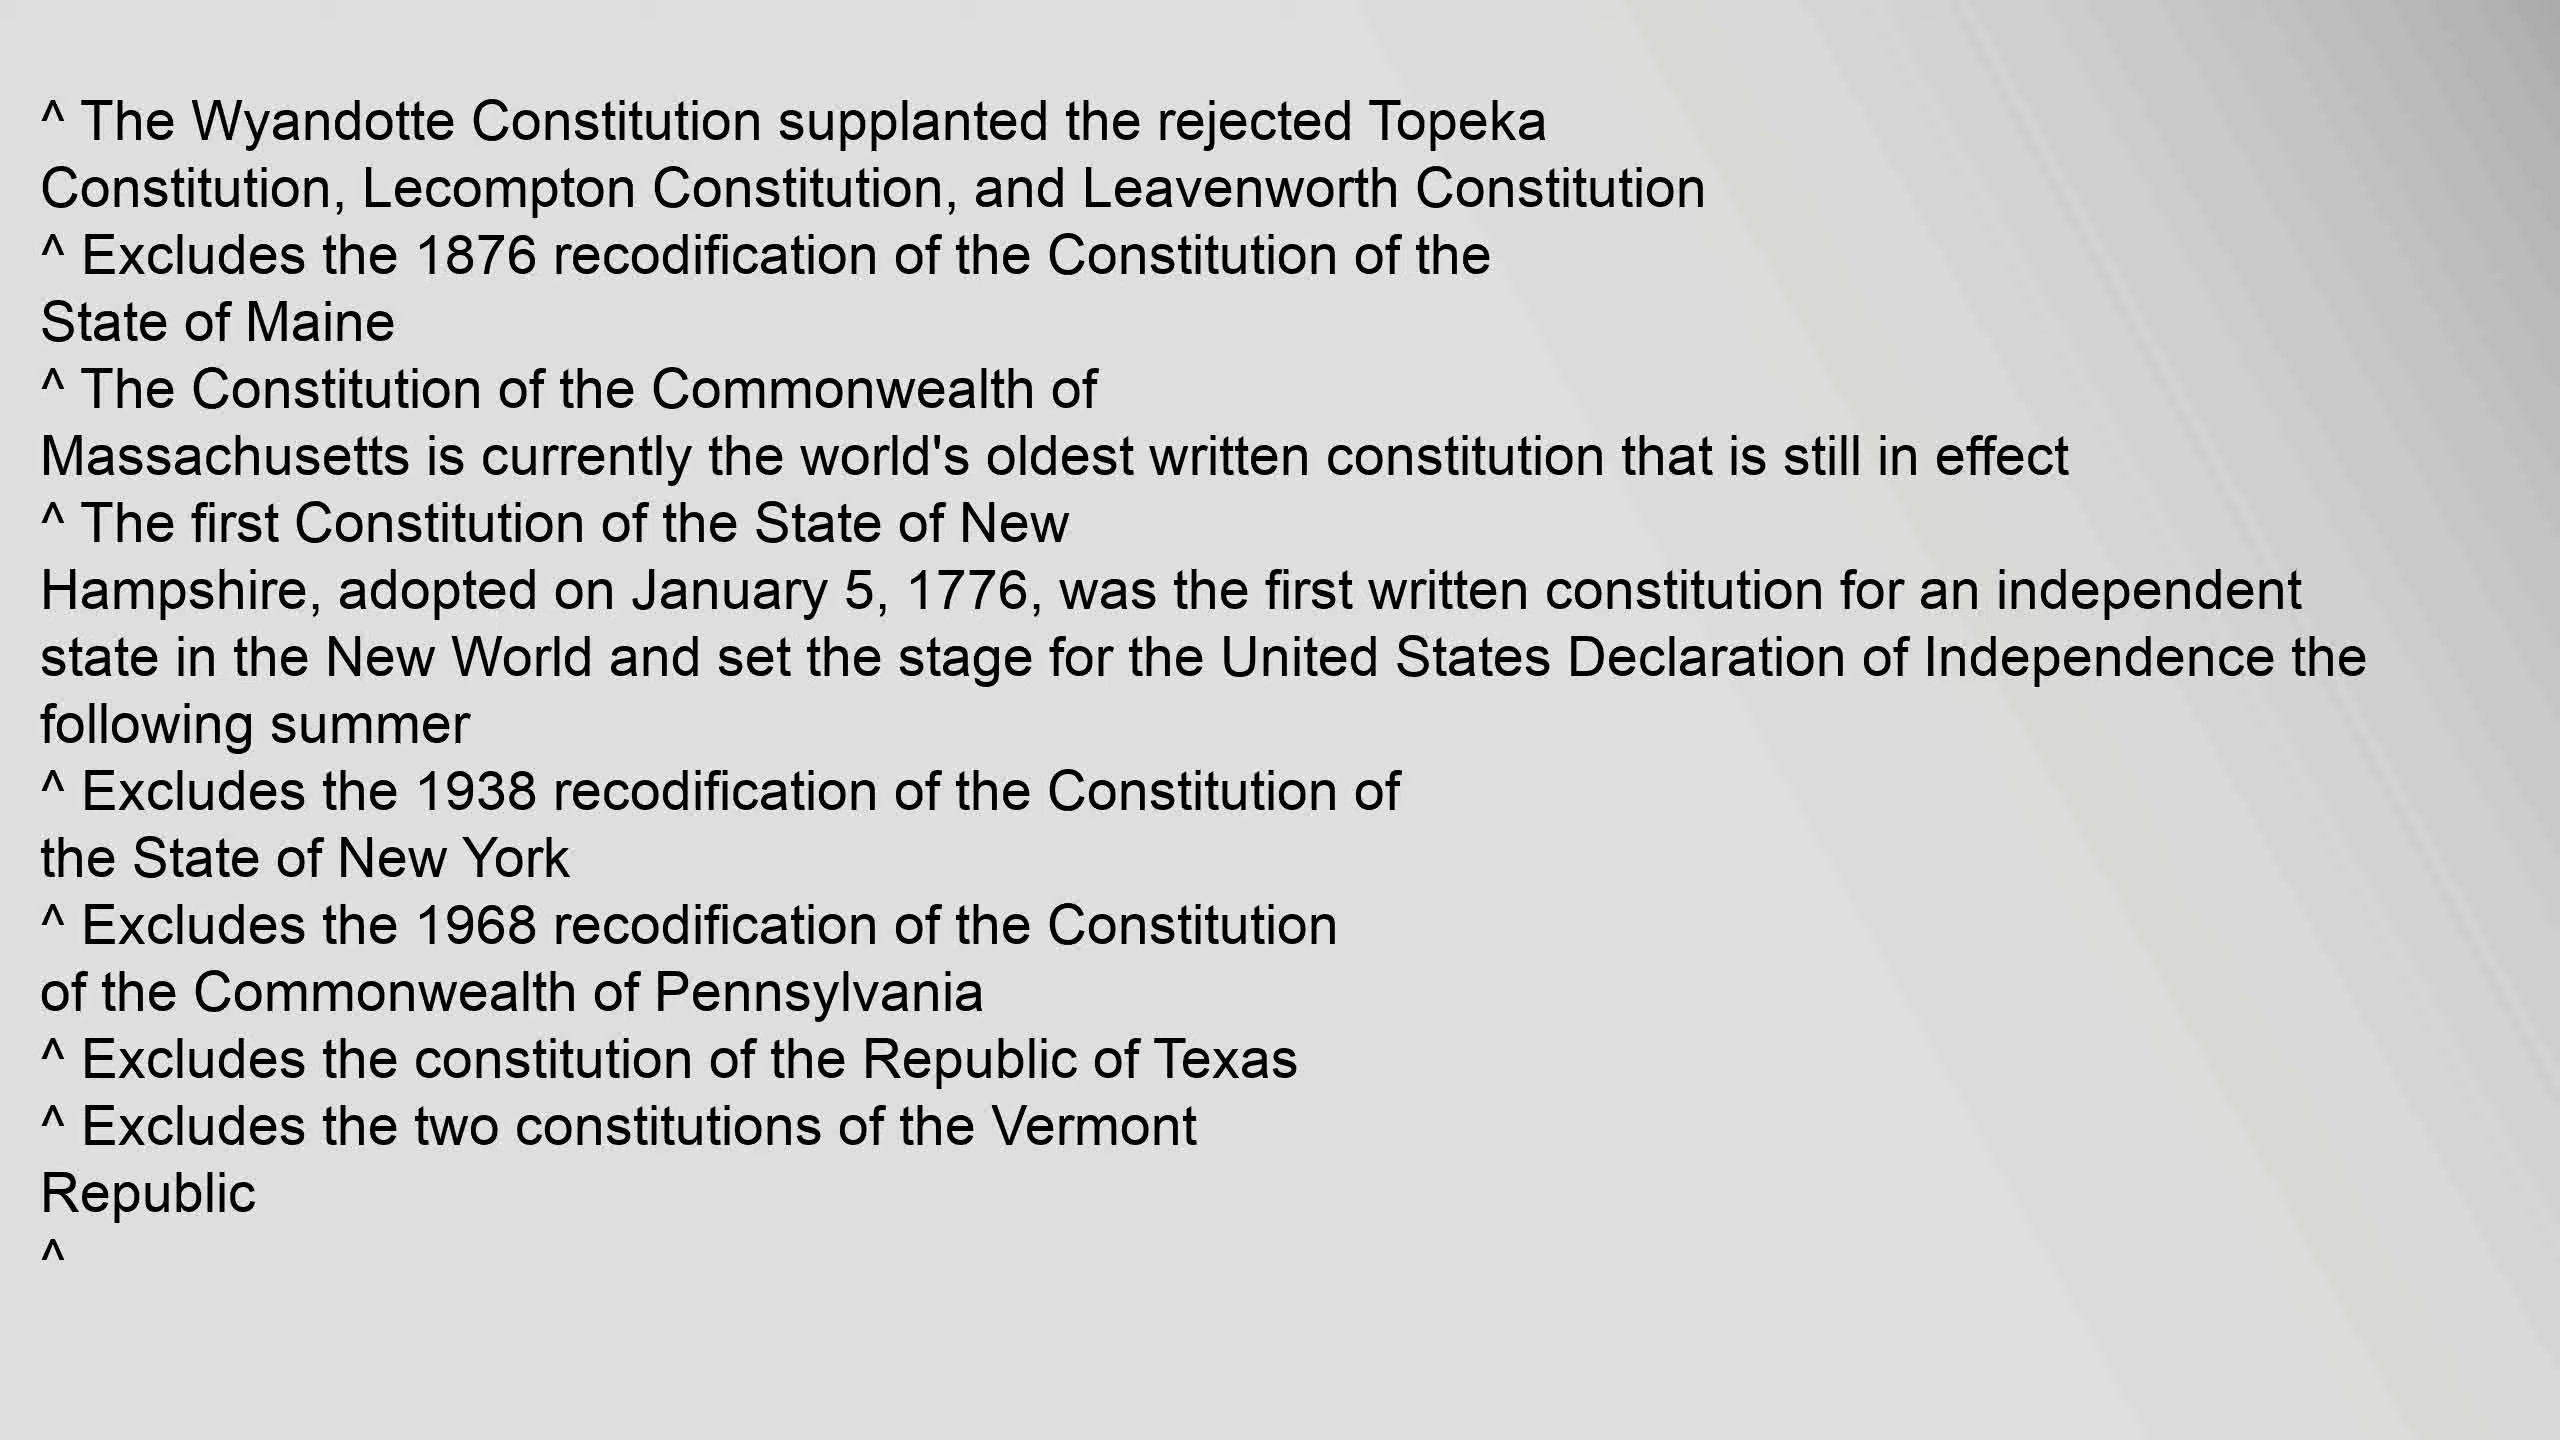 ^ The Wyandotte Constitution supplanted the rejected Topeka
Constitution, Lecompton Constitution, and Leavenworth Constitution
^ Excludes the 1876 recodification of the Constitution of the
State of Maine
^ The Constitution of the Commonwealth of
Massachusetts is currently the world's oldest written constitution that is still in effect
^ The first Constitution of the State of New
Hampshire, adopted on January 5, 1776, was the first written constitution for an independent
state in the New World and set the stage for the United States Declaration of Independence the
following summer
^ Excludes the 1938 recodification of the Constitution of
the State of New York
^ Excludes the 1968 recodification of the Constitution
of the Commonwealth of Pennsylvania
^ Excludes the constitution of the Republic of Texas
^ Excludes the two constitutions of the Vermont
Republic
^